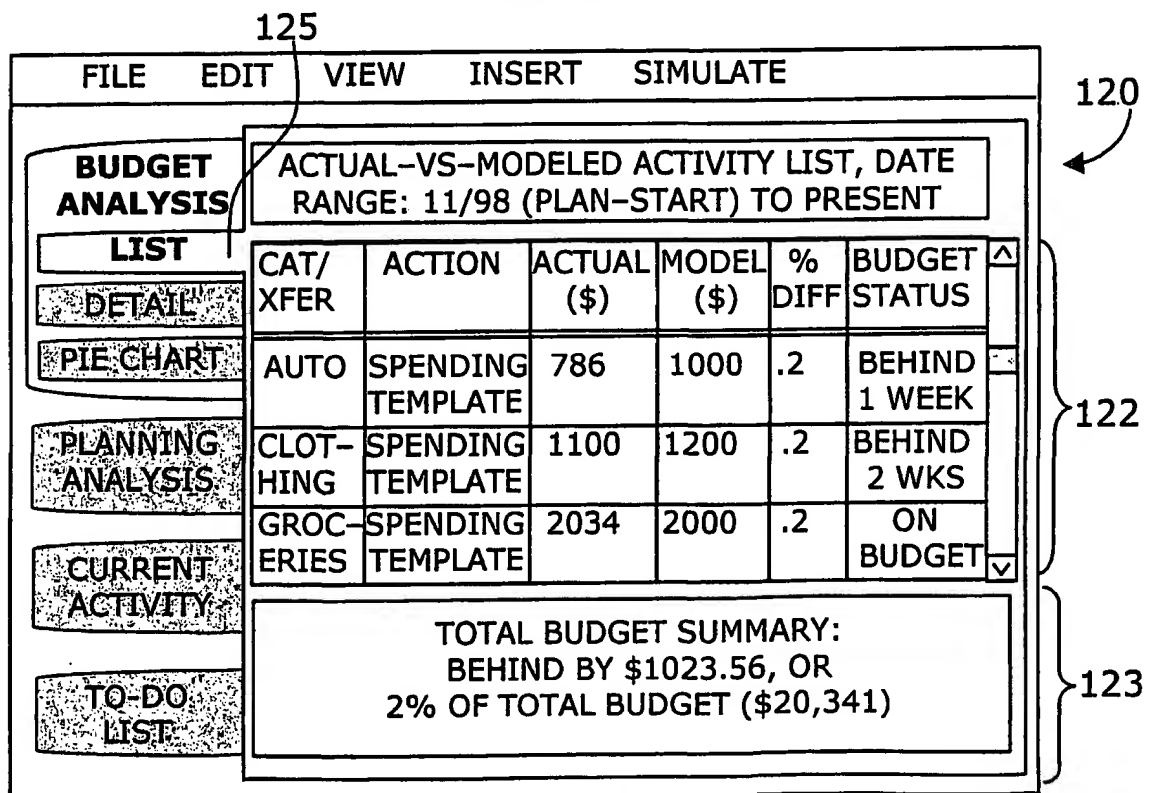 125
FILE EDIT VIEW INSERT SIMULATE
120
BUDGET
ANALYSIS
LIST
DETAIL
PIE CHART
PLANNING
ANALYSIS
CURRENT
ACTIVITY
TO-DO
LIST
ACTUAL-VS-MODELED ACTIVITY LIST, DATE
RANGE: 11/98 (PLAN-START) TO PRESENT
CAT/ ACTION ACTUAL MODEL % BUDGET
XFER ($) ($) DIFF STATUS
AUTO SPENDING 786 1000 .2 BEHIND
TEMPLATE 1 WEEK
CLOT- SPENDING 1100 1200 .2 BEHIND
HING TEMPLATE 2 WKS
GROC- SPENDING 2034 2000 .2 ON
ERIES TEMPLATE BUDGET
122
TOTAL BUDGET SUMMARY:
BEHIND BY $1023.56, OR
2% OF TOTAL BUDGET ($20,341)
123